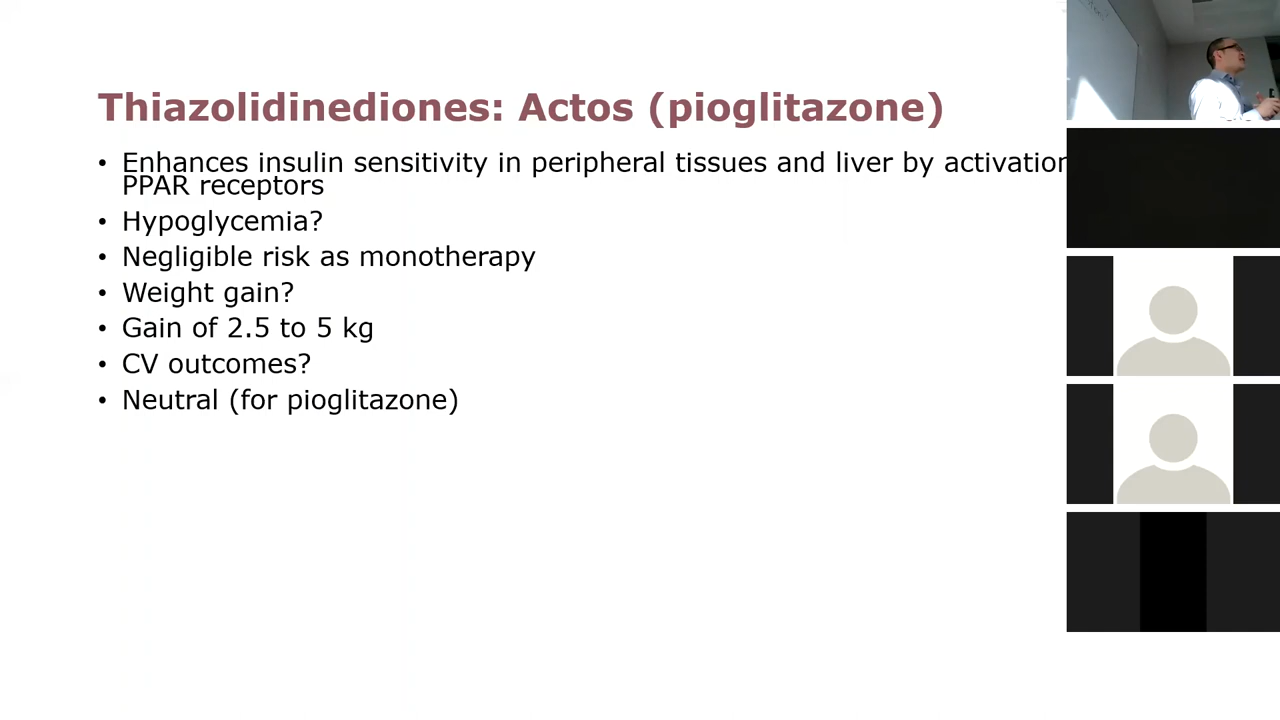 Thiazolidinediones: Actos (pioglitazone)
• Enhances insulin sensitivity in peripheral tissues and liver by activation
PPAR receptors
• Hypoglycemia?
• Negligible risk as monotherapy
• Weight gain?
• Gain of 2.5 to 5 kg
• CV outcomes?
• Neutral (for pioglitazone)